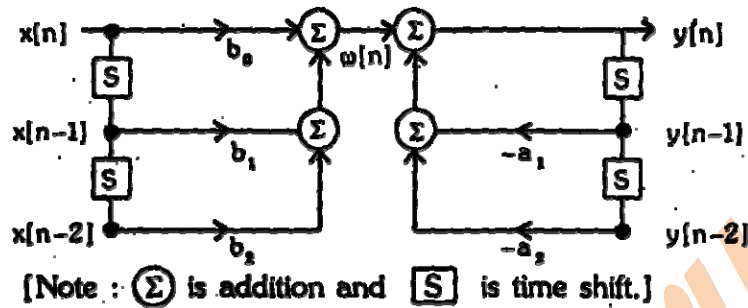 x[n] b₀ Σ ω[n] Σ y[n]
S S
x[n-1] b₁ Σ Σ -a₁ y[n-1]
S S
x[n-2] b₂ -a₂ y[n-2]
[Note : Σ is addition and S is time shift.]